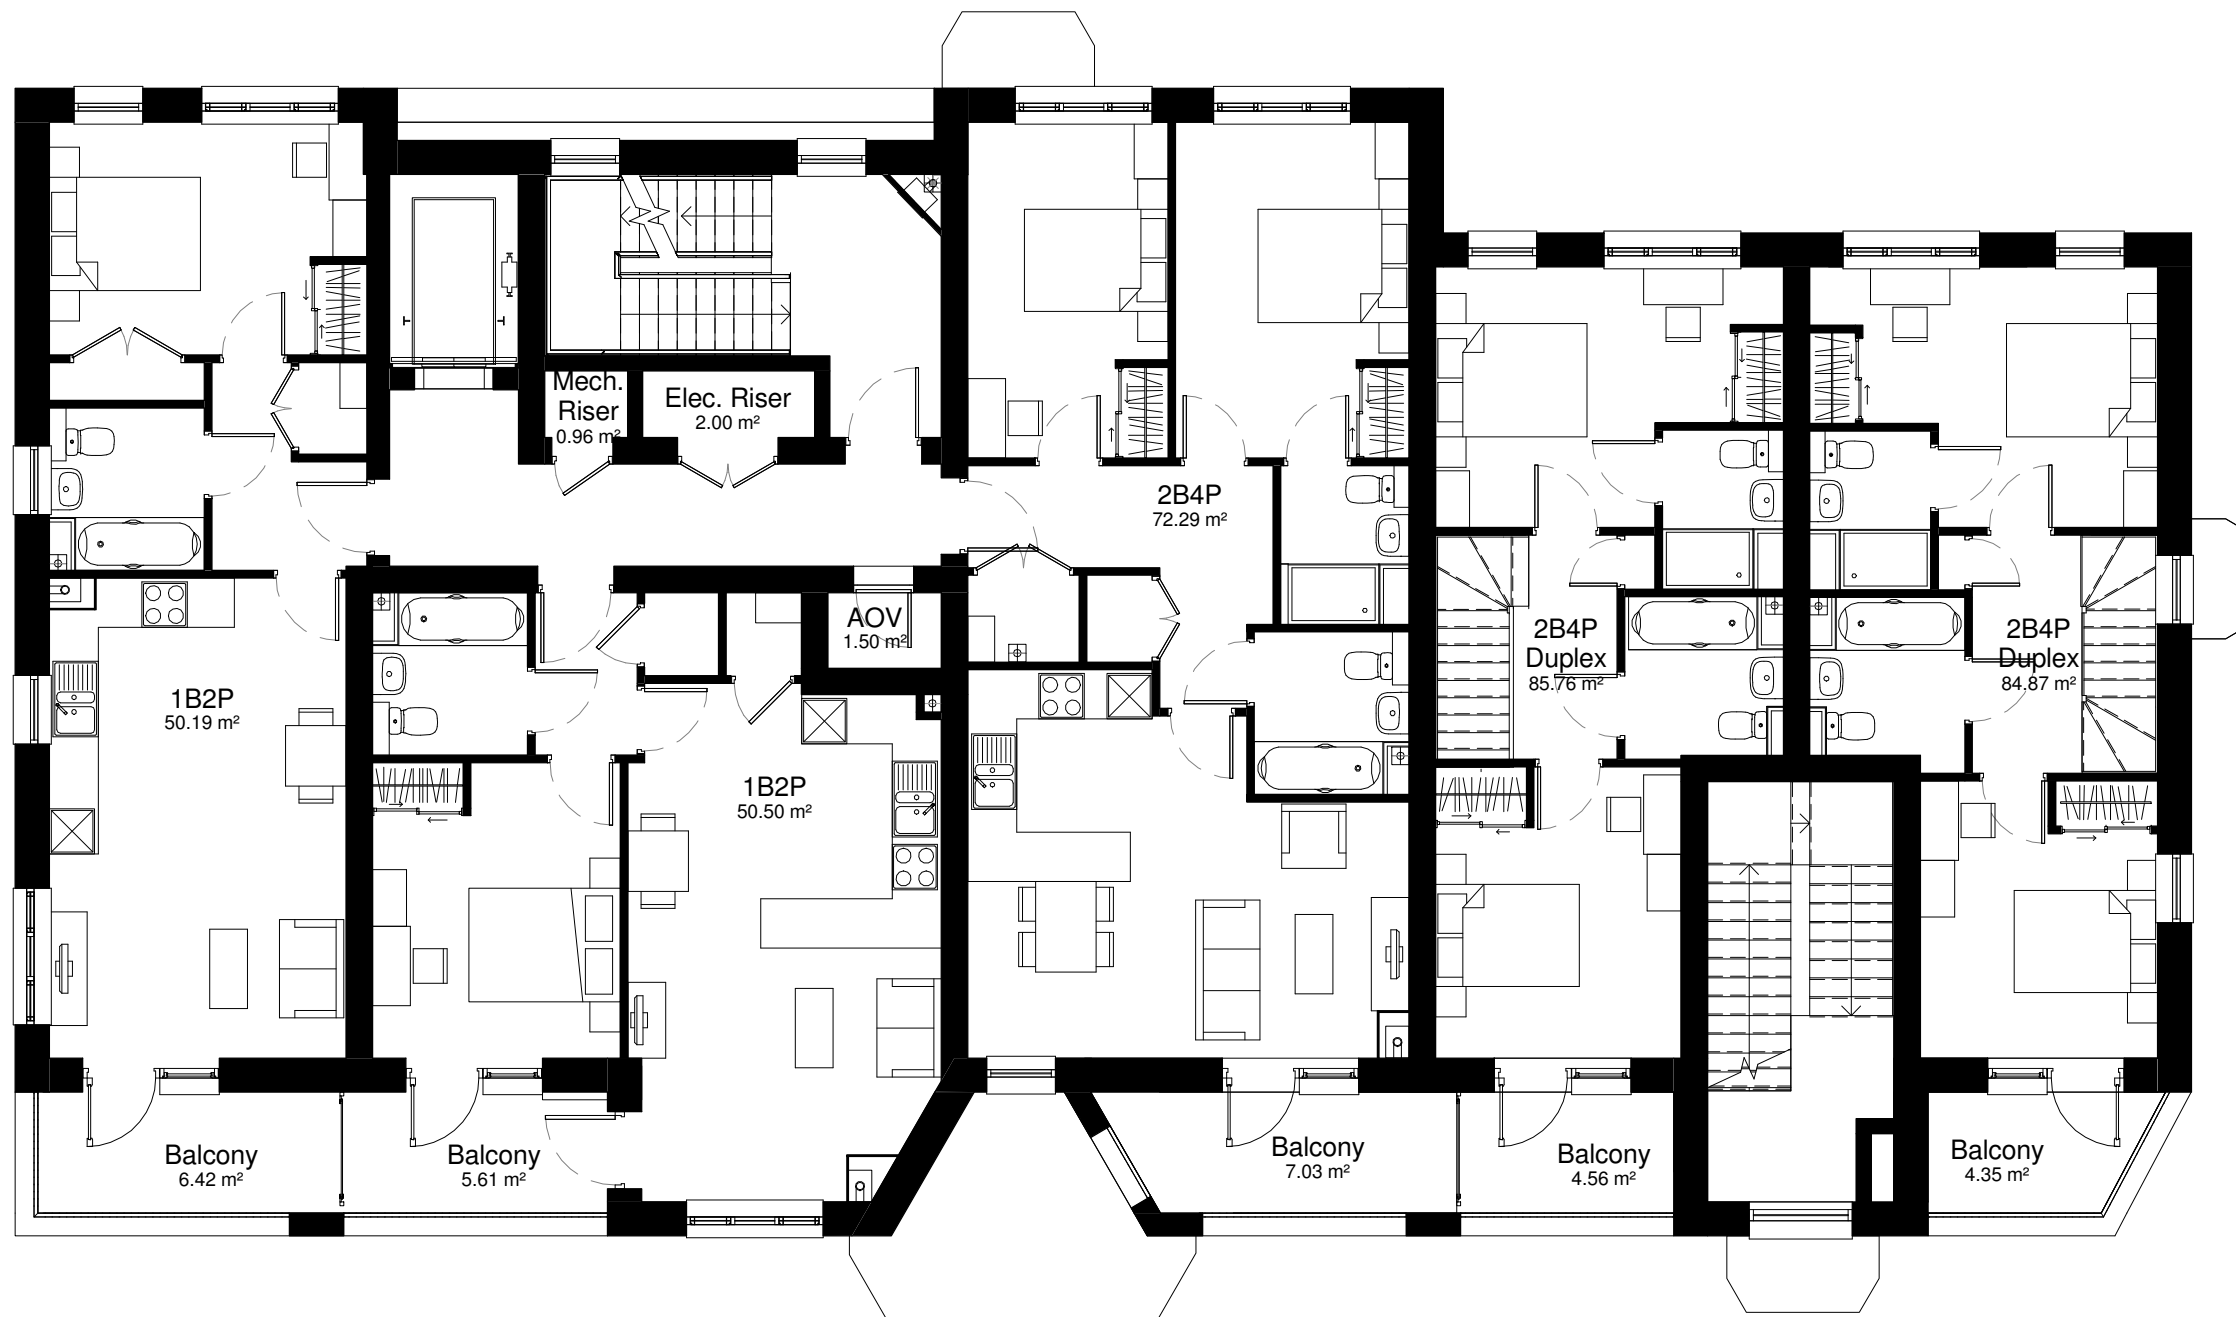 Mech.
Riser
0.96 m²
Elec. Riser
2.00 m²
2B4P
72.29 m²
AOV
1.50 m²
2B4P
Duplex
85.76 m²
2B4P
Duplex
84.87 m²
1B2P
50.19 m²
1B2P
50.50 m²
Balcony
6.42 m²
Balcony
5.61 m²
Balcony
7.03 m²
Balcony
4.56 m²
Balcony
4.35 m²